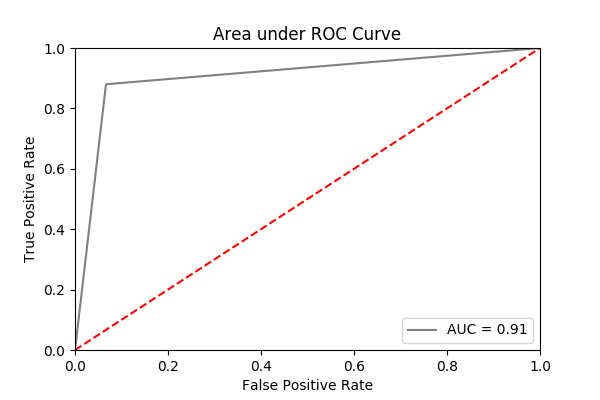 Area under ROC Curve
True Positive Rate
1.0
0.8
0.6
0.4
0.2
0.0
AUC = 0.91
0.0 0.2 0.4 0.6 0.8 1.0
False Positive Rate